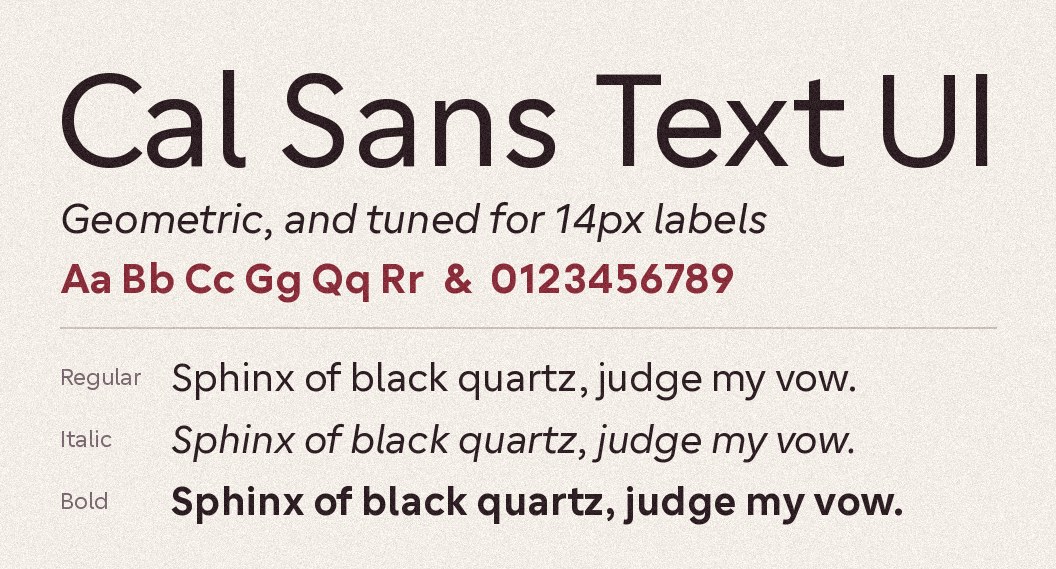 Cal Sans Text UI
Geometric, and tuned for 14px labels
Aa Bb Cc Gg Qq Rr & 0123456789
Regular Sphinx of black quartz, judge my vow.
Italic Sphinx of black quartz, judge my vow.
Bold Sphinx of black quartz, judge my vow.